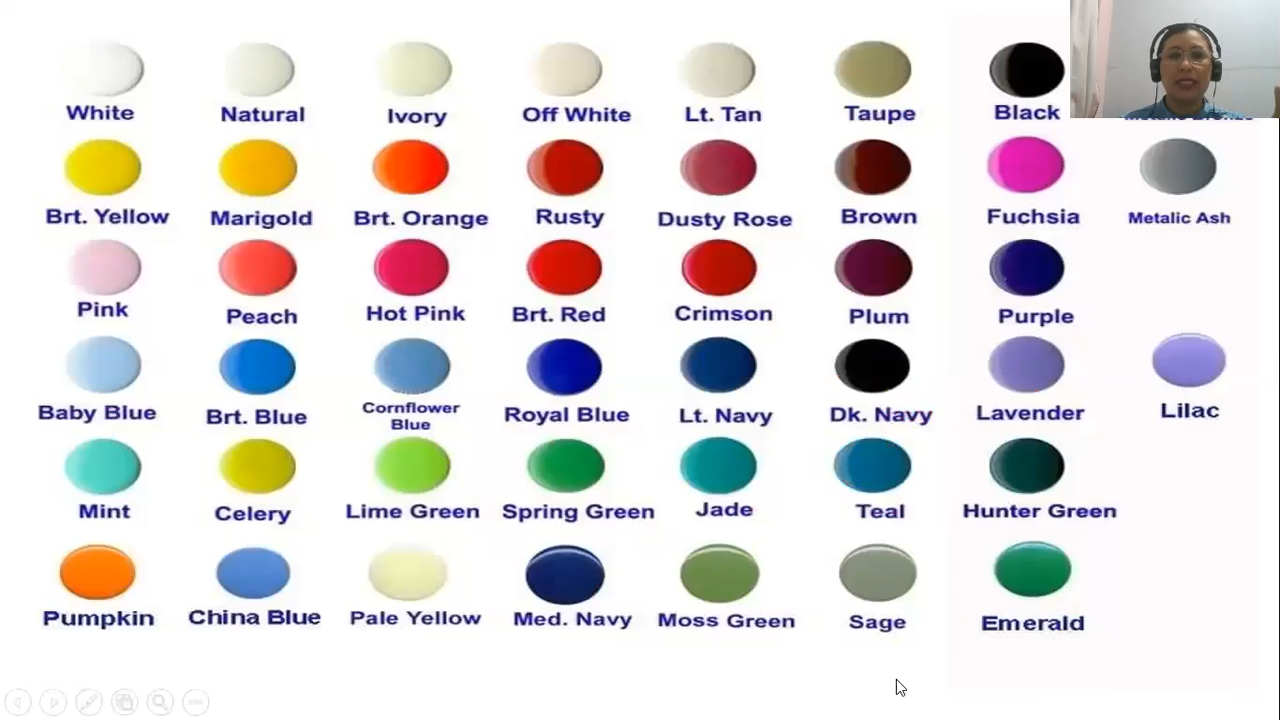 White Natural Ivory Off White Lt. Tan Taupe Black
Brt. Yellow Marigold Brt. Orange Rusty Dusty Rose Brown Fuchsia Metalic Ash
Pink Peach Hot Pink Brt. Red Crimson Plum Purple
Baby Blue Brt. Blue Cornflower Blue Royal Blue Lt. Navy Dk. Navy Lavender Lilac
Mint Celery Lime Green Spring Green Jade Teal Hunter Green
Pumpkin China Blue Pale Yellow Med. Navy Moss Green Sage Emerald